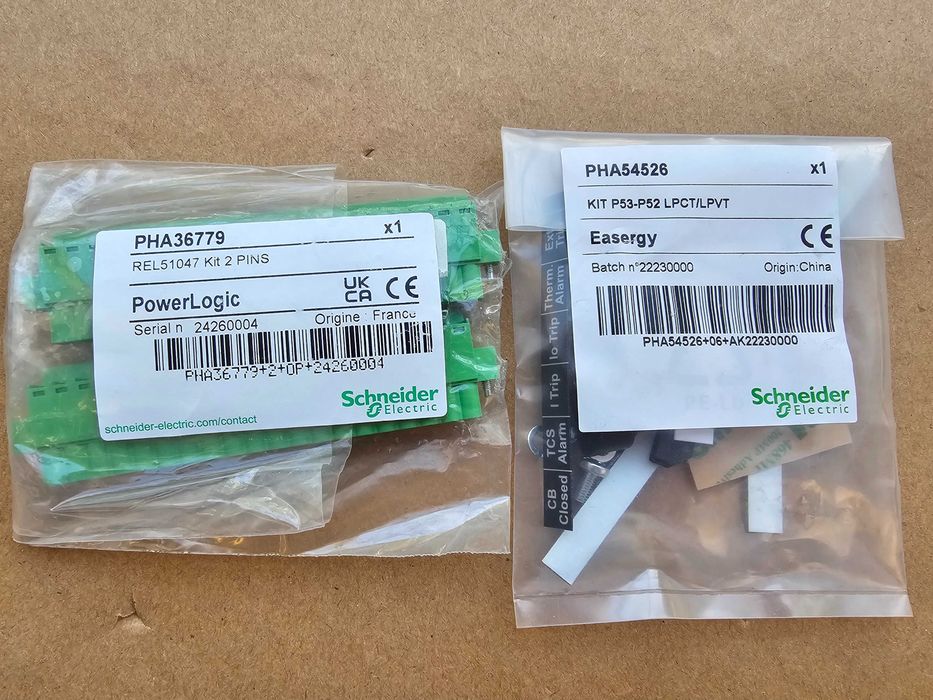 PHA36779 x1
REL51047 Kit 2 PINS
PowerLogic UK CA CE
Serial n 24260004 Origine : France
PHA36779+2+0P+24260004
Schneider
Electric
schneider-electric.com/contact
PHA54526 x1
KIT P53-P52 LPCT/LPVT
Easergy CE
Batch n°22230000 Origin:China
PHA54526+06+AK22230000
Schneider
Electric
Therm.
Alarm
Io Trip
I Trip
TCS
Alarm
CB
Closed